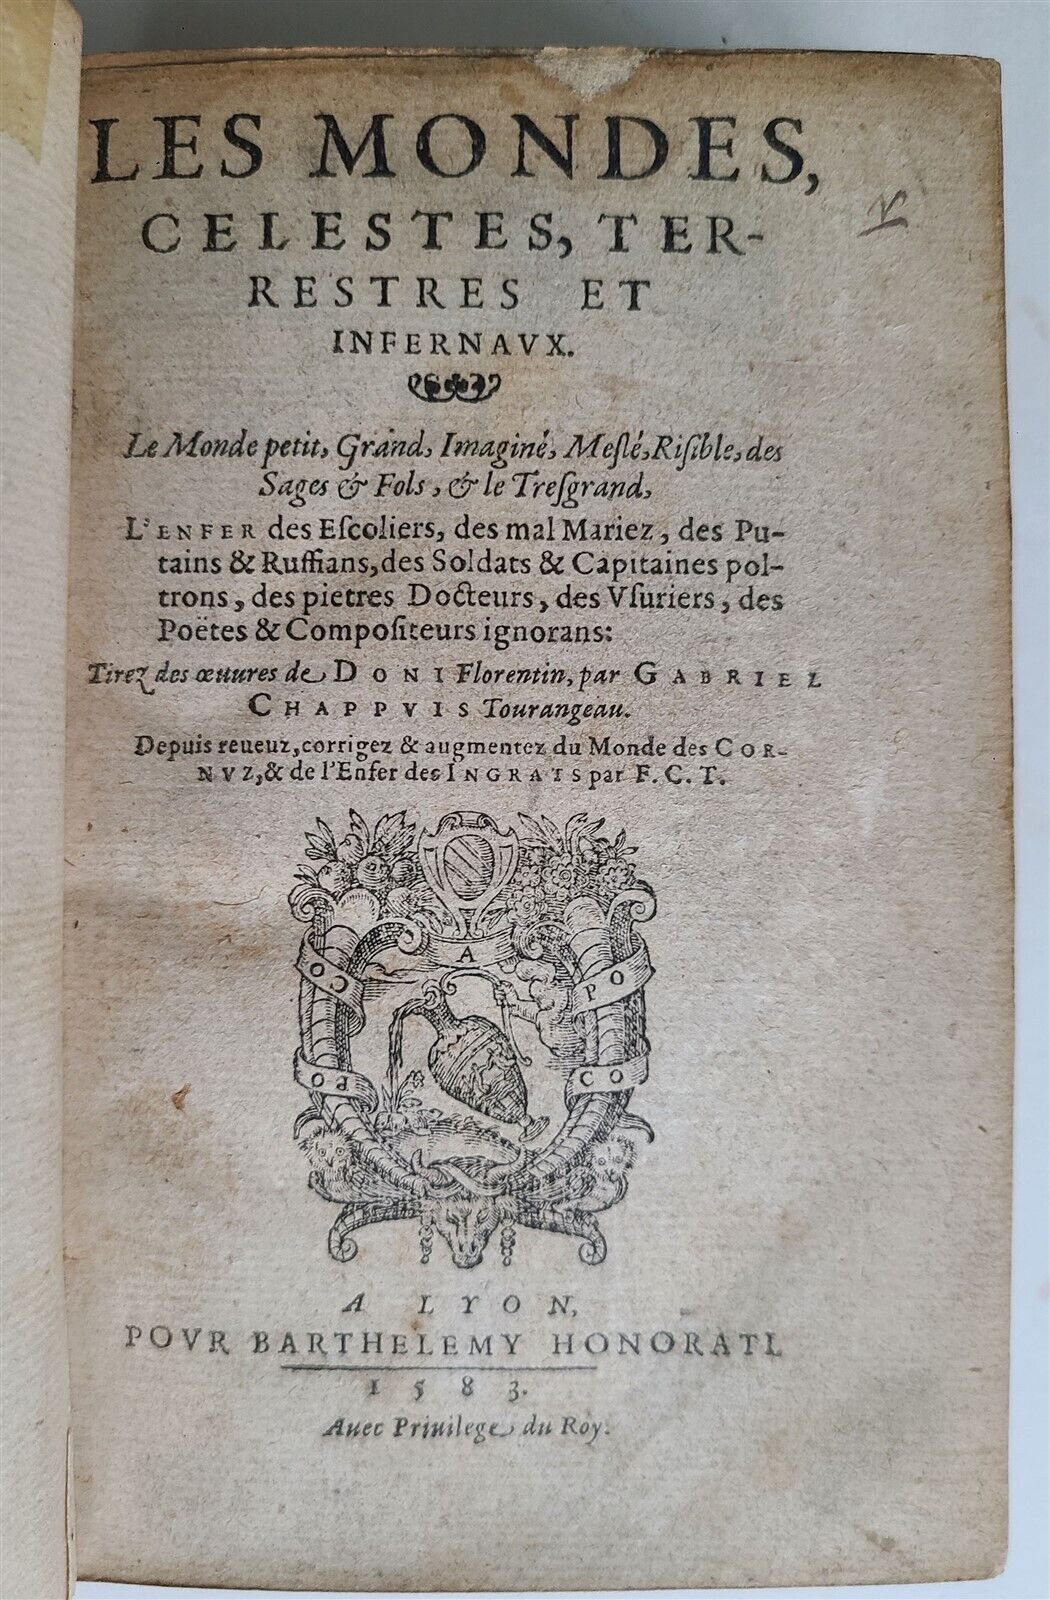 LES MONDES,
CELESTES, TER-
RESTRES ET
INFERNAVX.
Le Monde petit, Grand, Imaginé, Meſlé, Riſible, des
Sages & Fols, & le Treſgrand,
L'ENFER des Eſcoliers, des mal Mariez, des Pu-
tains & Ruffians, des Soldats & Capitaines pol-
trons, des pietres Docteurs, des Vſuriers, des
Poëtes & Compoſiteurs ignorans:
Tirez des œuures de DONI Florentin, par GABRIEL
CHAPPVIS Tourangeau.
Depuis reueuz, corrigez & augmentez du Monde des COR-
NVZ, & de l'Enfer des INGRATS par F. C. T.
A
PO
CO
PO
CO
A LYON,
POVR BARTHELEMY HONORATI.
1583.
Auec Priuilege du Roy.